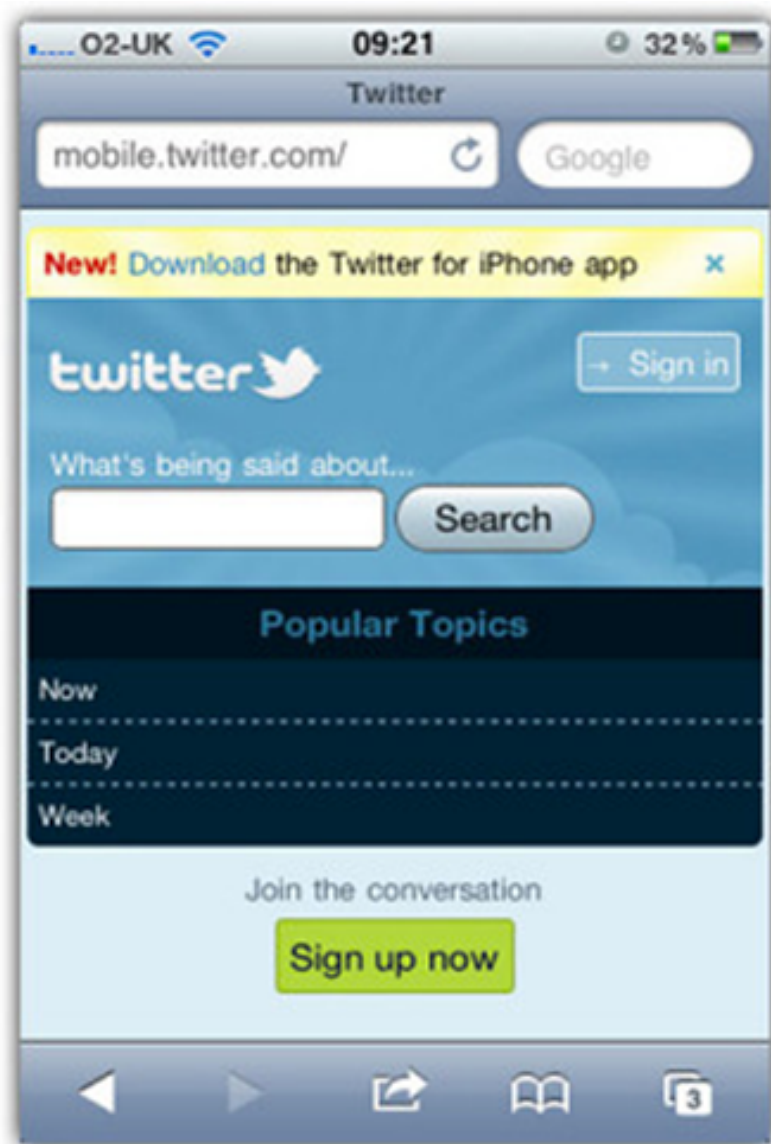 O2-UK 09:21 32%
Twitter
mobile.twitter.com/ Google
New! Download the Twitter for iPhone app ×
twitter → Sign in
What's being said about...
Search
Popular Topics
Now
Today
Week
Join the conversation
Sign up now
3